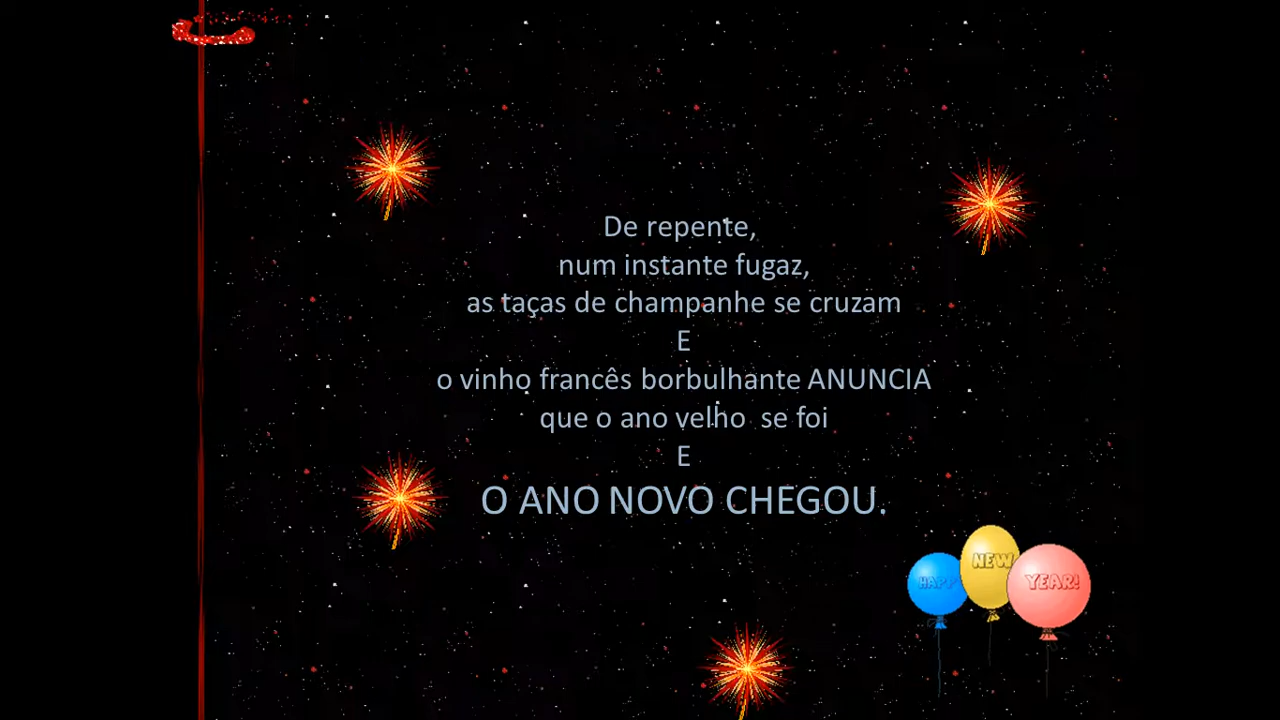 De repente,
num instante fugaz,
as taças de champanhe se cruzam
E
o vinho francês borbulhante ANUNCIA
que o ano velho  se foi
E
O ANO NOVO CHEGOU.
HAPPY NEW YEAR!